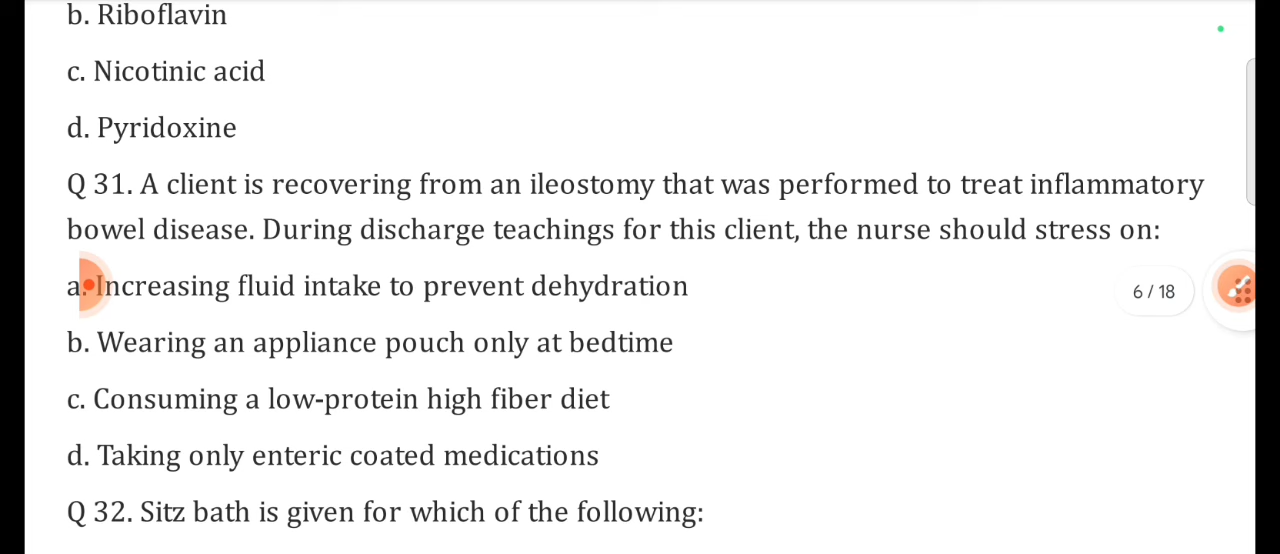 b. Riboflavin
c. Nicotinic acid
d. Pyridoxine
Q 31. A client is recovering from an ileostomy that was performed to treat inflammatory
bowel disease. During discharge teachings for this client, the nurse should stress on:
a. Increasing fluid intake to prevent dehydration
6 / 18
b. Wearing an appliance pouch only at bedtime
c. Consuming a low-protein high fiber diet
d. Taking only enteric coated medications
Q 32. Sitz bath is given for which of the following: